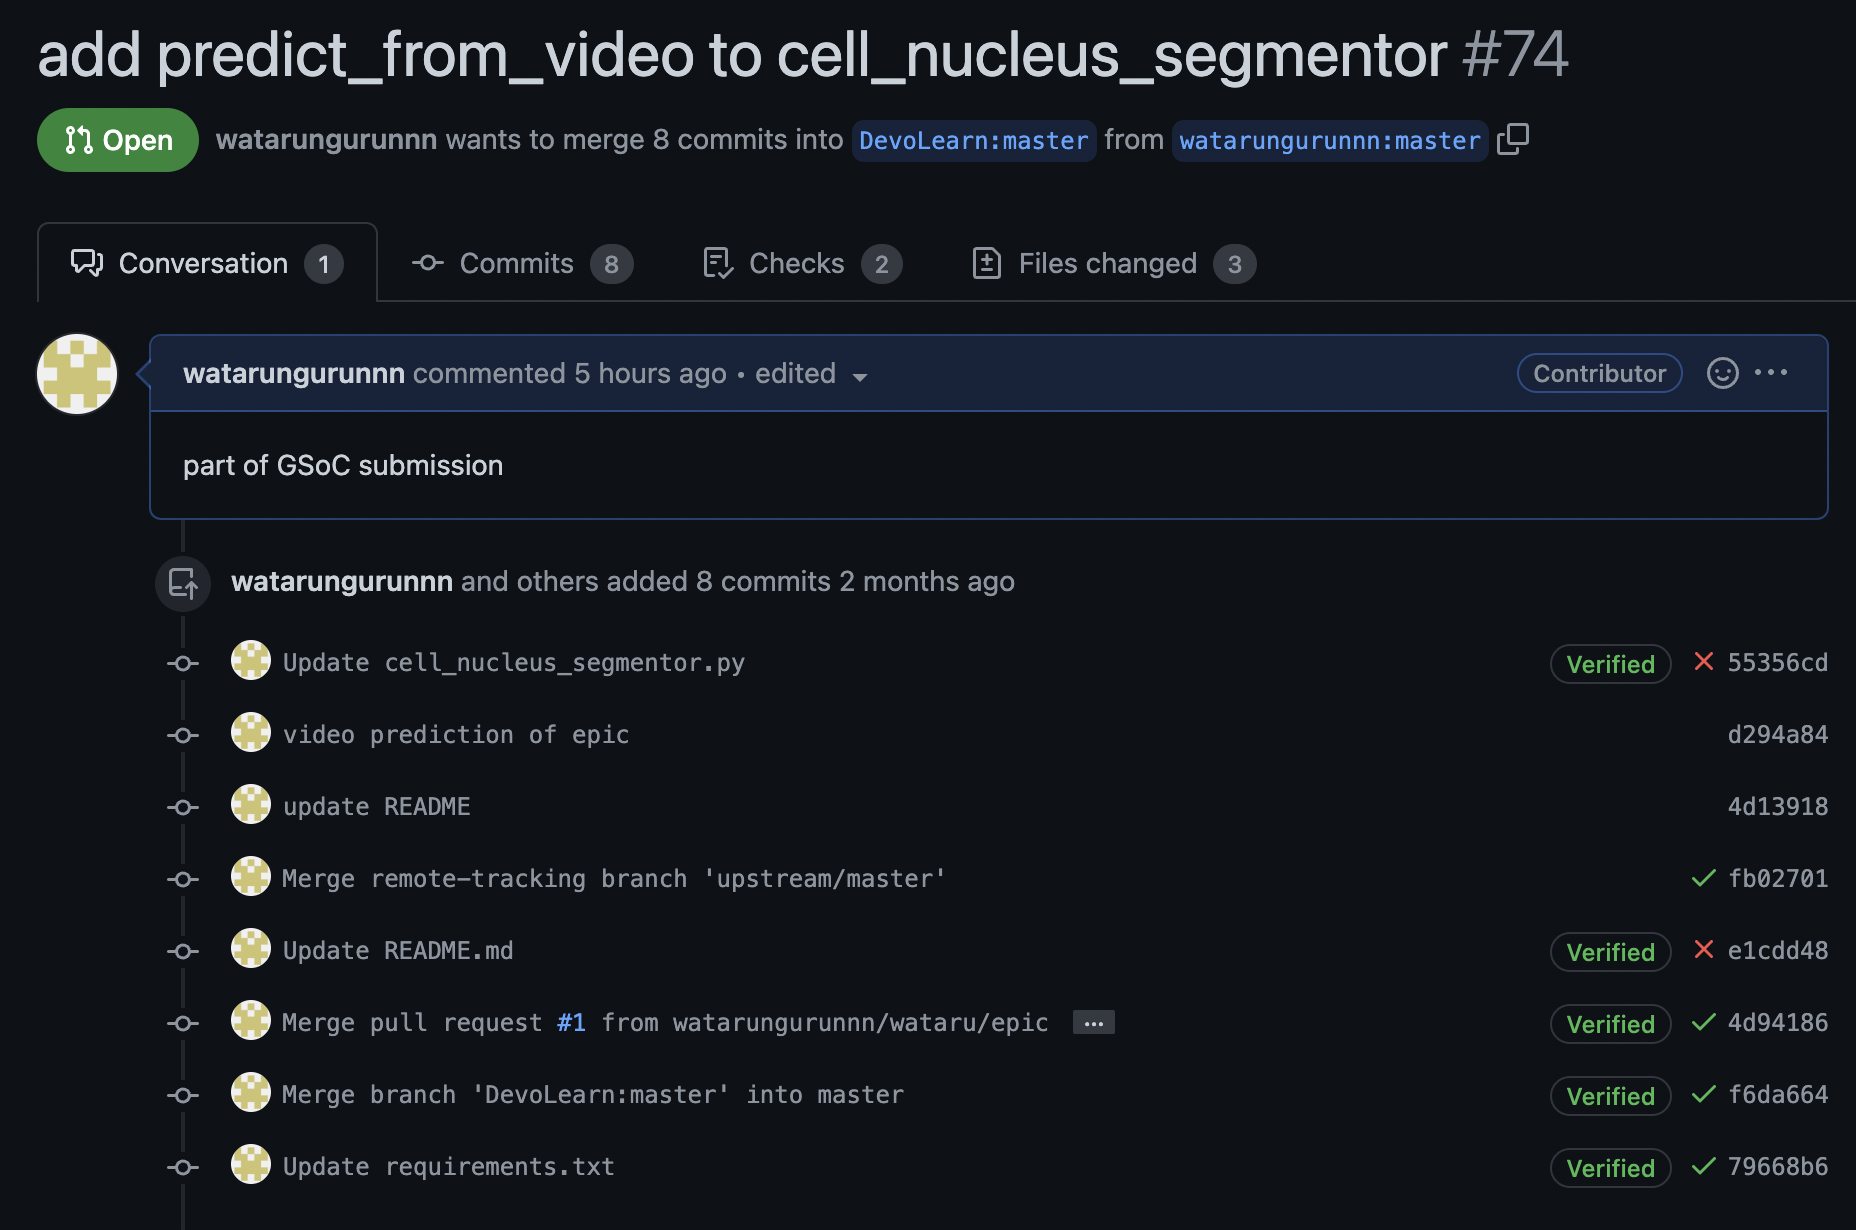 add predict_from_video to cell_nucleus_segmentor #74
Open watarungurunnn wants to merge 8 commits into DevoLearn:master from watarungurunnn:master
Conversation 1 Commits 8 Checks 2 Files changed 3
watarungurunnn commented 5 hours ago • edited Contributor
part of GSoC submission
watarungurunnn and others added 8 commits 2 months ago
Update cell_nucleus_segmentor.py Verified 55356cd
video prediction of epic d294a84
update README 4d13918
Merge remote-tracking branch 'upstream/master' fb02701
Update README.md Verified e1cdd48
Merge pull request #1 from watarungurunnn/wataru/epic … Verified 4d94186
Merge branch 'DevoLearn:master' into master Verified f6da664
Update requirements.txt Verified 79668b6